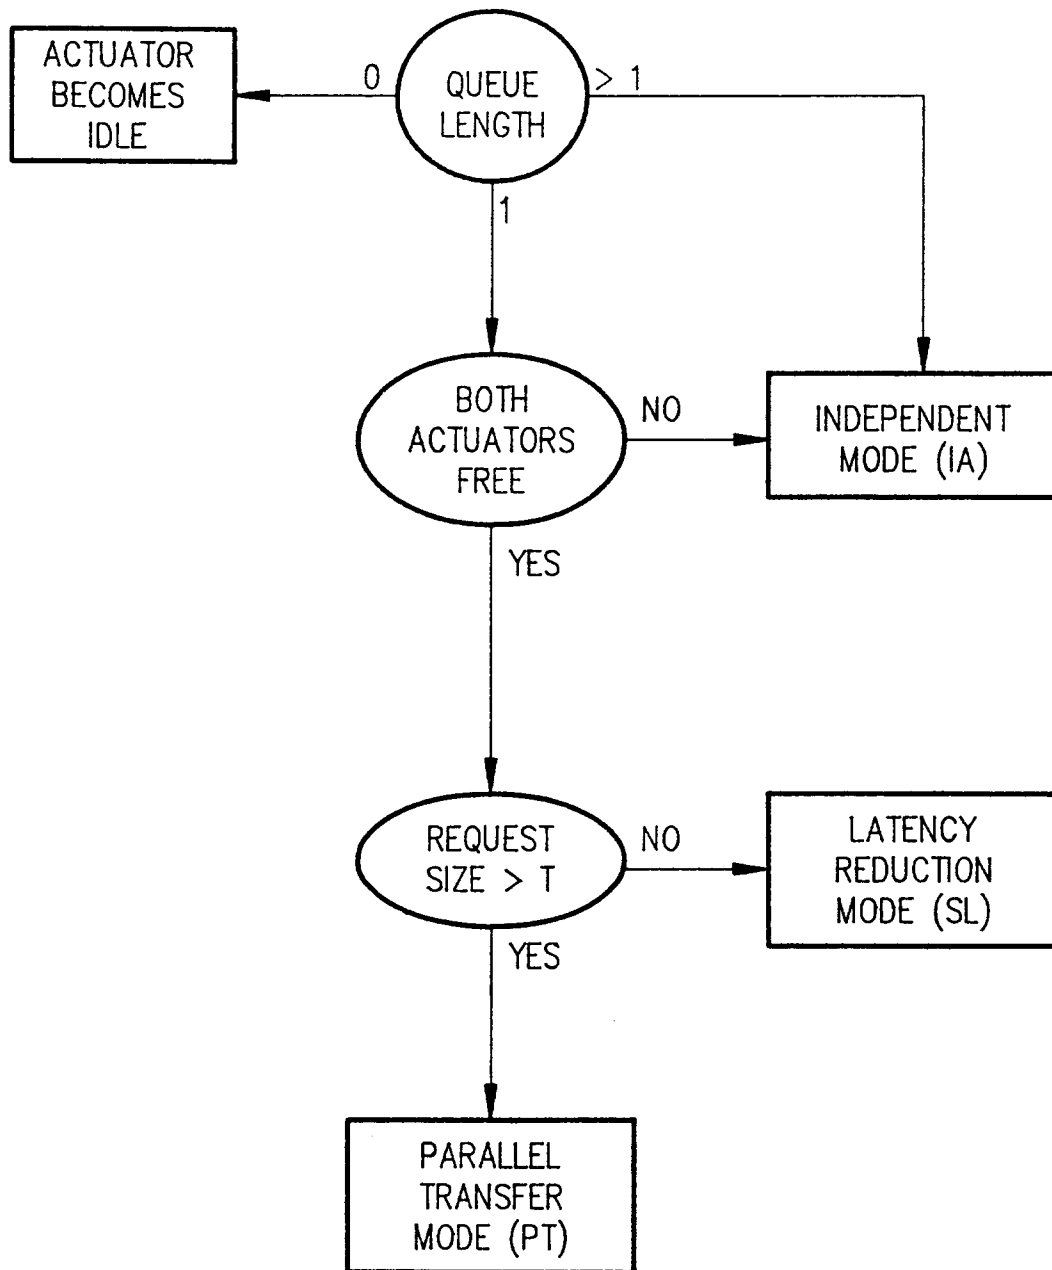 ACTUATOR
BECOMES
IDLE
0
QUEUE
LENGTH
> 1
1
BOTH
ACTUATORS
FREE
NO
INDEPENDENT
MODE (IA)
YES
REQUEST
SIZE > T
NO
LATENCY
REDUCTION
MODE (SL)
YES
PARALLEL
TRANSFER
MODE (PT)